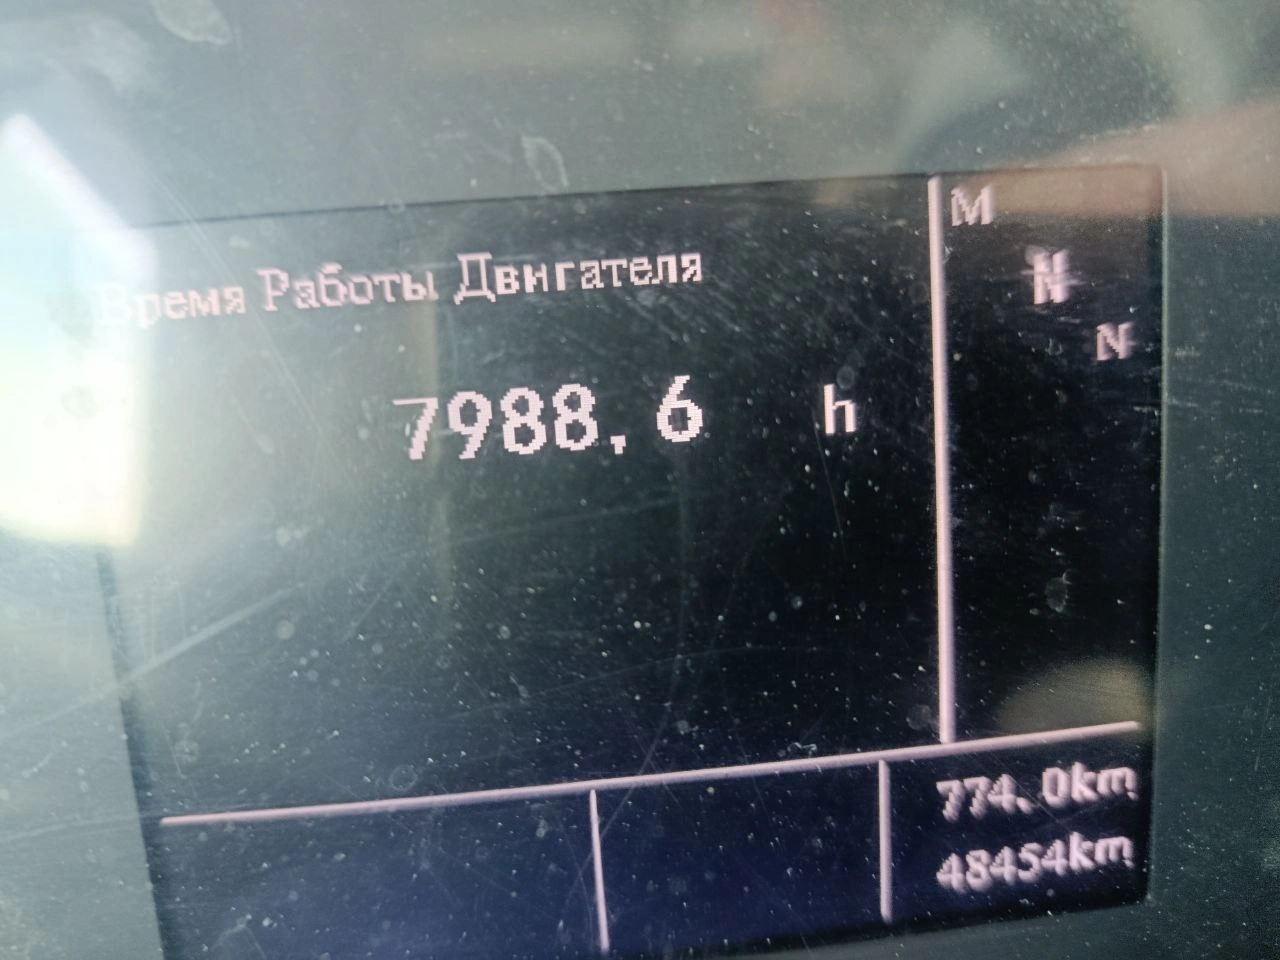 Время Работы Двигателя
7988,6 h
M
N
N
774.0km
48454km